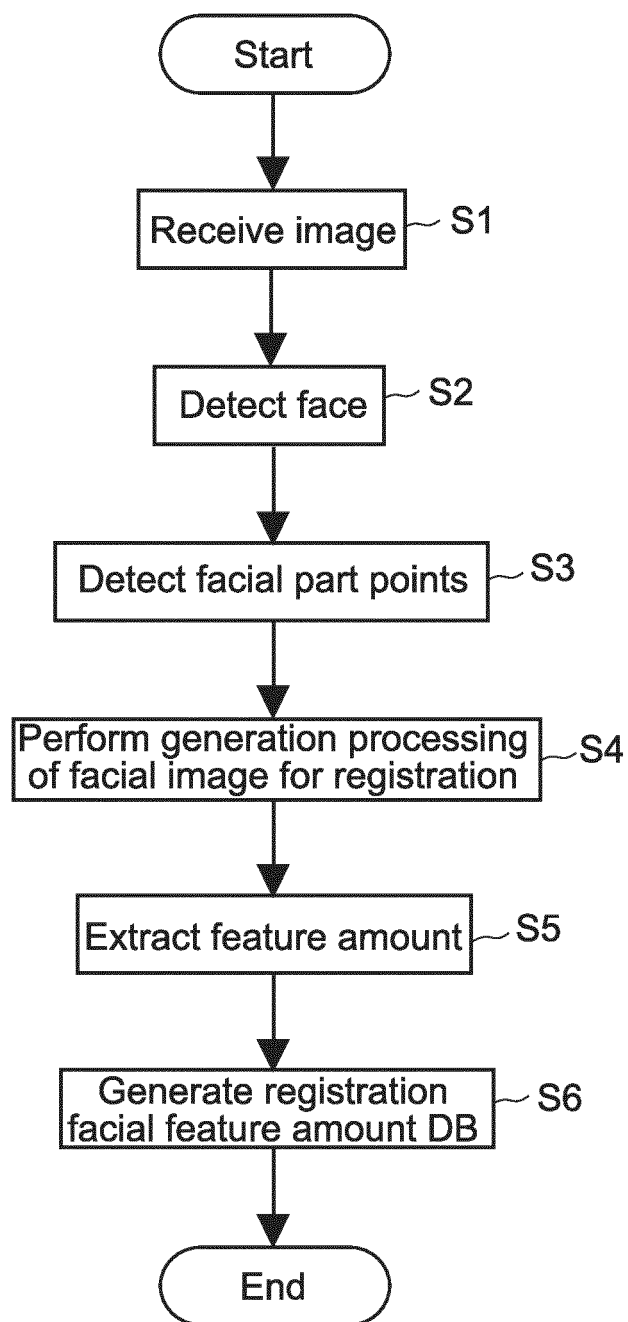 Start
Receive image
S1
Detect face
S2
Detect facial part points
S3
Perform generation processing
of facial image for registration
S4
Extract feature amount
S5
Generate registration
facial feature amount DB
S6
End